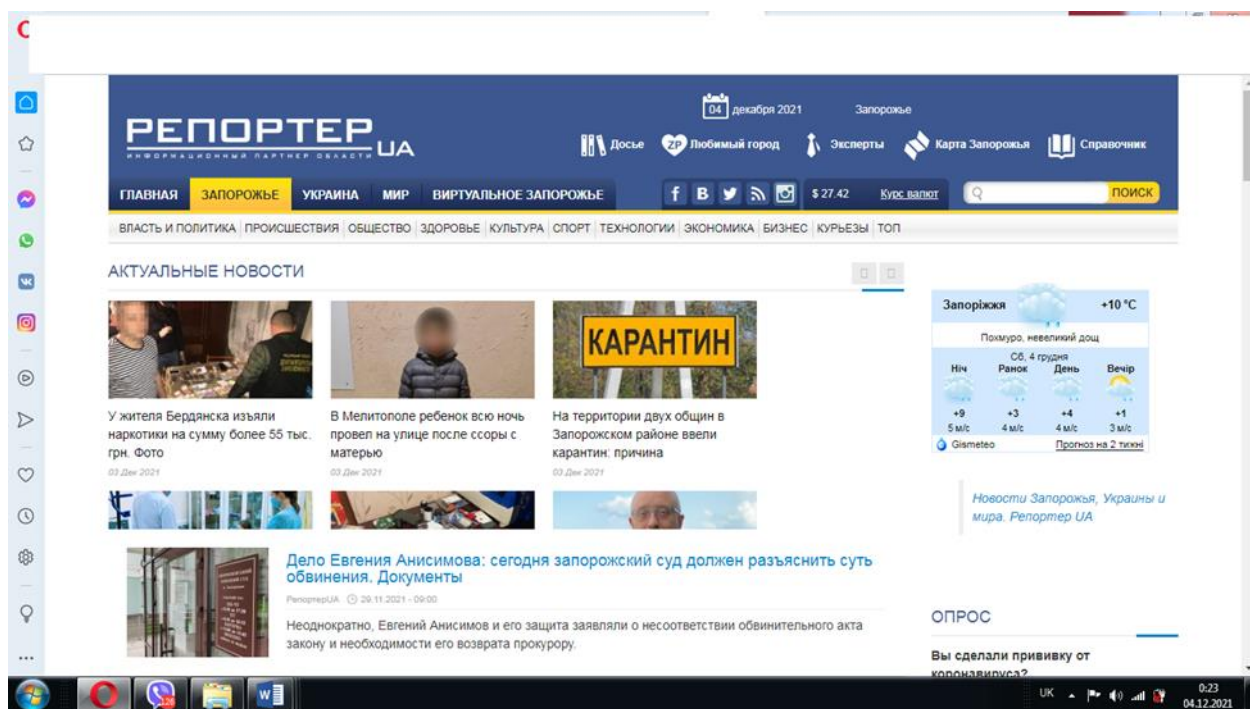 04 декабря 2021 Запорожье
РЕПОРТЕР UA
ИНФОРМАЦИОННЫЙ ПАРТНЕР ОБЛАСТИ
Досье ZP Любимый город Эксперты Карта Запорожья Справочник
ГЛАВНАЯ ЗАПОРОЖЬЕ УКРАИНА МИР ВИРТУАЛЬНОЕ ЗАПОРОЖЬЕ f B $ 27.42 Курс валют ПОИСК
ВЛАСТЬ И ПОЛИТИКА ПРОИСШЕСТВИЯ ОБЩЕСТВО ЗДОРОВЬЕ КУЛЬТУРА СПОРТ ТЕХНОЛОГИИ ЭКОНОМИКА БИЗНЕС КУРЬЕЗЫ ТОП
АКТУАЛЬНЫЕ НОВОСТИ
КАРАНТИН
У жителя Бердянска изъяли
наркотики на сумму более 55 тыс.
грн. Фото
03 Дек 2021
В Мелитополе ребенок всю ночь
провел на улице после ссоры с
матерью
03 Дек 2021
На территории двух общин в
Запорожском районе ввели
карантин: причина
03 Дек 2021
Дело Евгения Анисимова: сегодня запорожский суд должен разъяснить суть
обвинения. Документы
РепортерUA 29.11.2021 - 09:00
Неоднократно, Евгений Анисимов и его защита заявляли о несоответствии обвинительного акта
закону и необходимости его возврата прокурору.
Запоріжжя +10 °C
Похмуро, невеликий дощ
Сб, 4 грудня
Ніч Ранок День Вечір
+9 +3 +4 +1
5 м/с 4 м/с 4 м/с 3 м/с
Gismeteo Прогноз на 2 тижні
Новости Запорожья, Украины и
мира. Репортер UA
ОПРОС
Вы сделали прививку от
коронавируса?
UK 0:23
04.12.2021